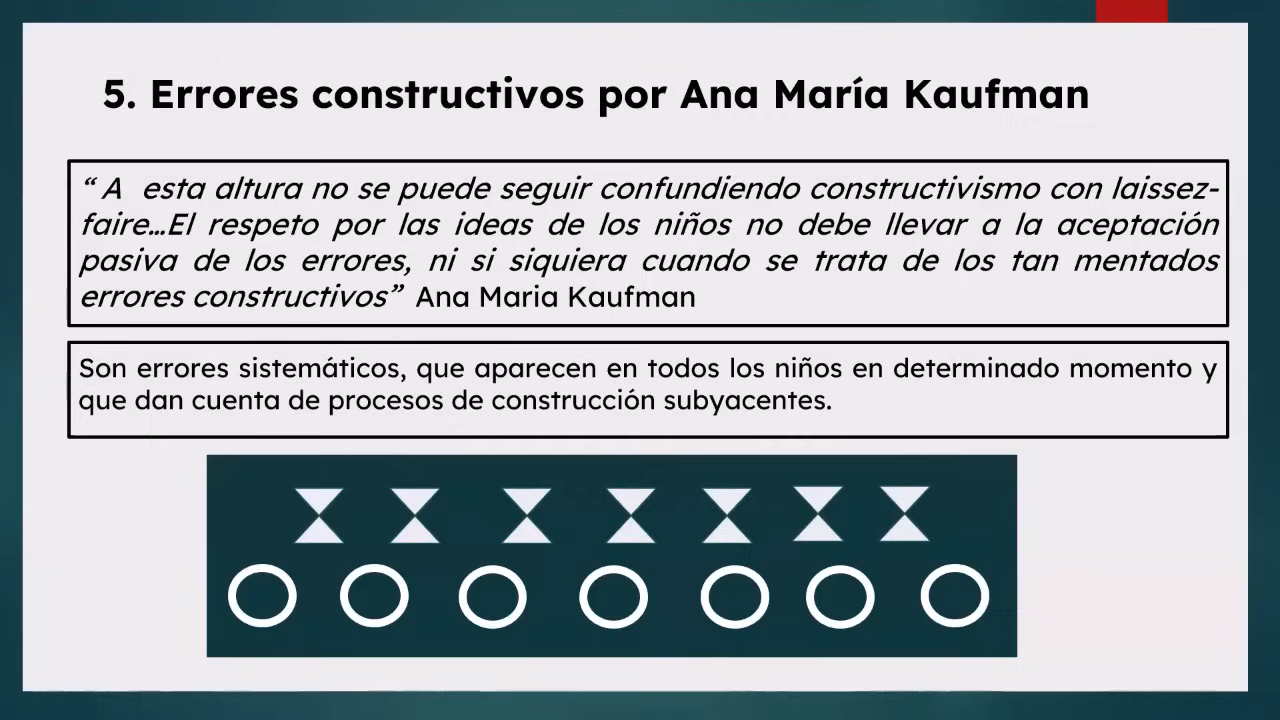 5. Errores constructivos por Ana María Kaufman
“ A esta altura no se puede seguir confundiendo constructivismo con laissez-
faire...El respeto por las ideas de los niños no debe llevar a la aceptación
pasiva de los errores, ni si siquiera cuando se trata de los tan mentados
errores constructivos” Ana Maria Kaufman
Son errores sistemáticos, que aparecen en todos los niños en determinado momento y
que dan cuenta de procesos de construcción subyacentes.